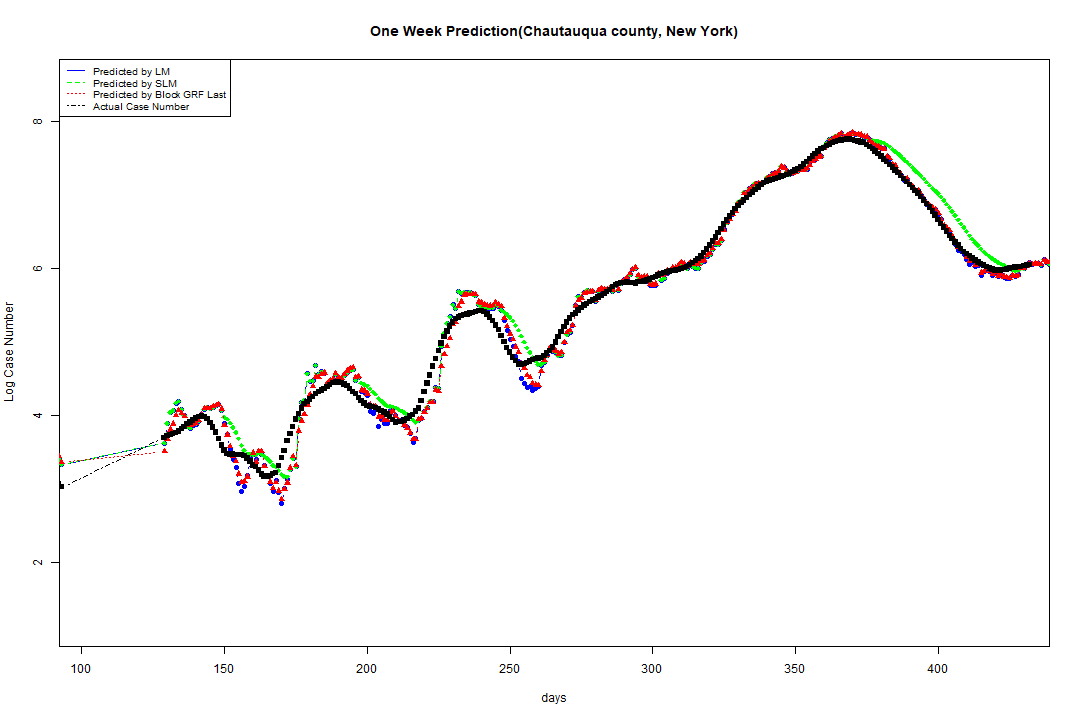 One Week Prediction(Chautauqua county, New York)
Predicted by LM
Predicted by SLM
Predicted by Block GRF Last
Actual Case Number
8
6
4
2
Log Case Number
100 150 200 250 300 350 400
days